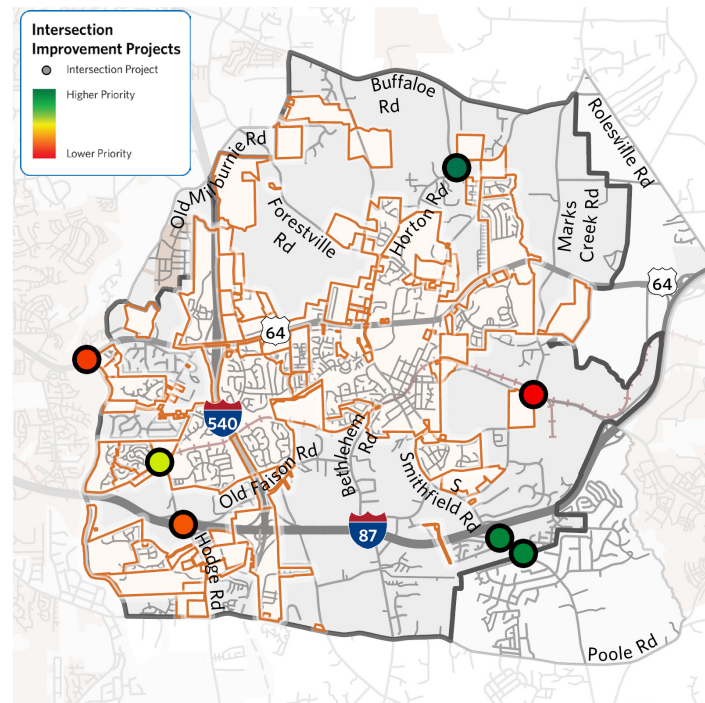 Intersection
Improvement Projects
Intersection Project
Higher Priority
Lower Priority
Buffaloe
Rd
Rolesville Rd
Old Milburnie Rd
Forestville
Rd
Horton Rd
Marks
Creek Rd
64
64
540
Old Faison Rd
Bethlehem
Rd
S
Smithfield Rd
87
Hodge Rd
Poole Rd